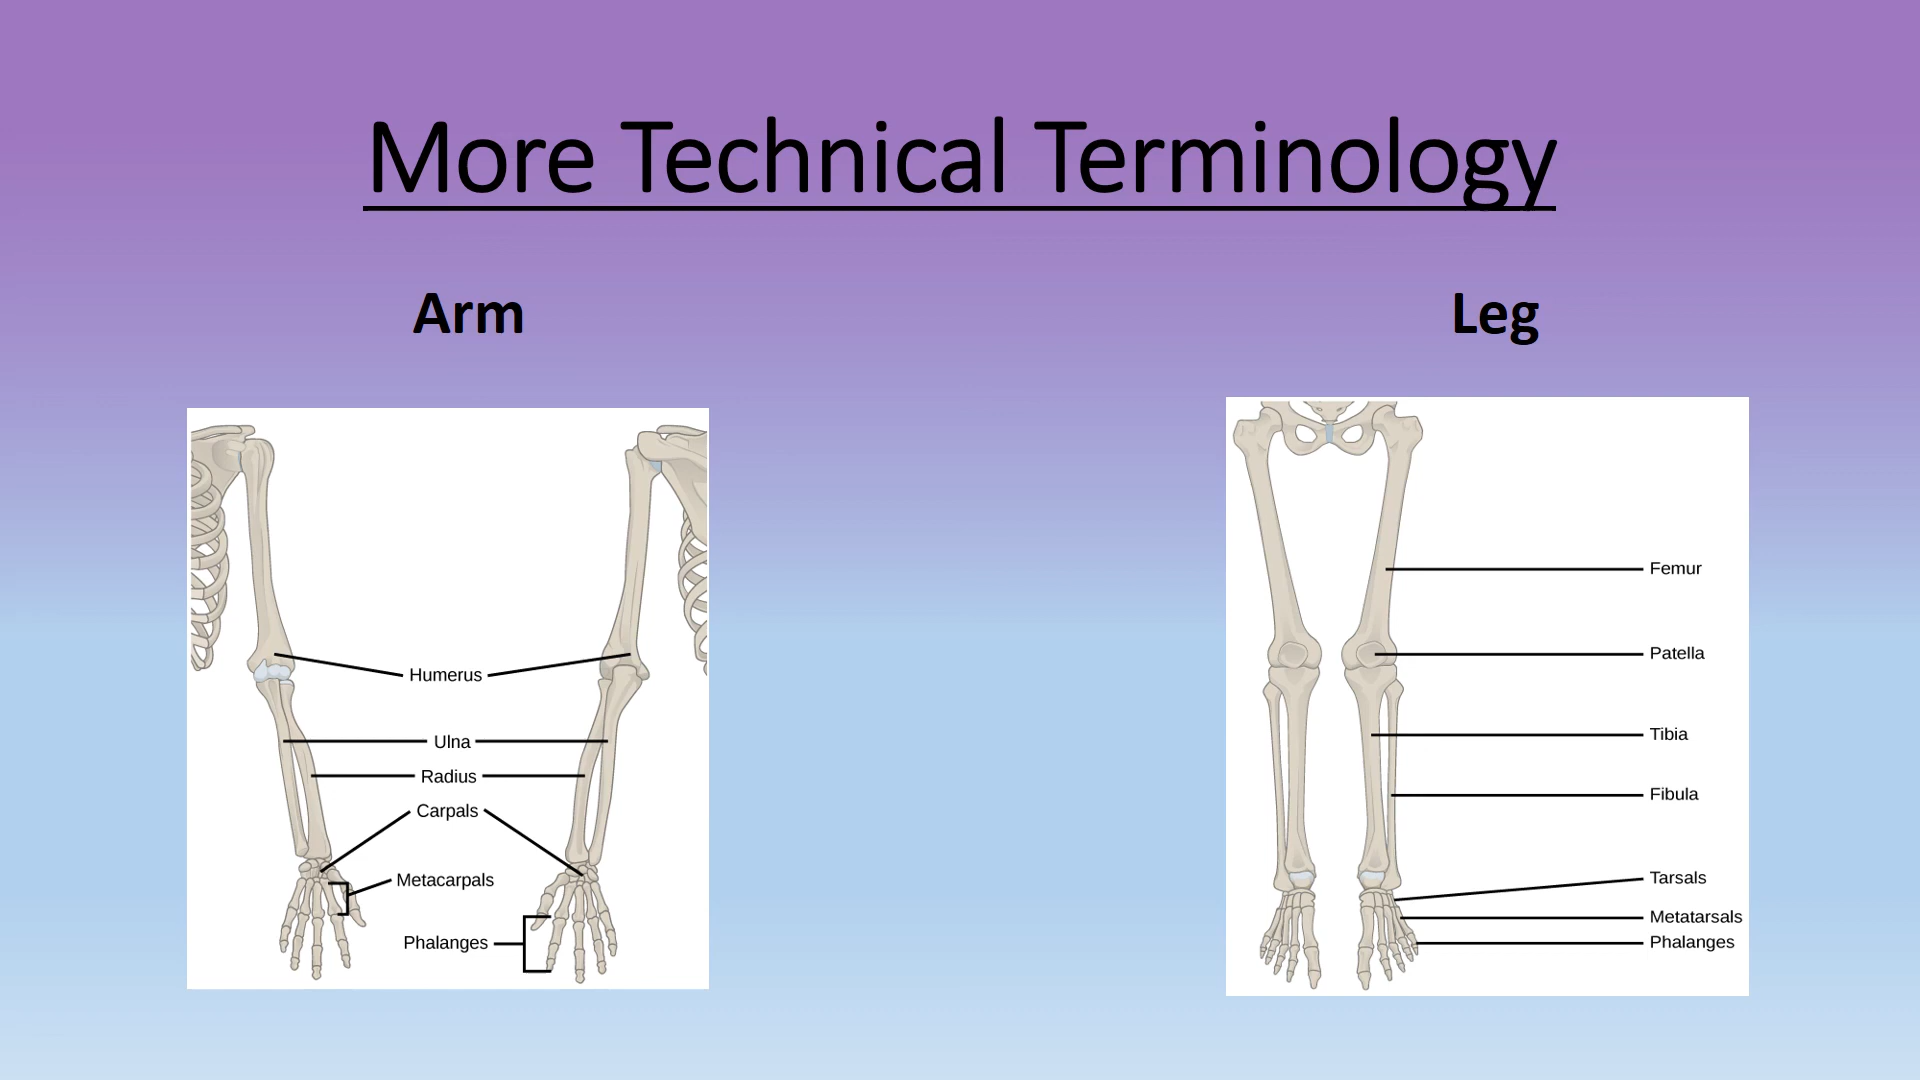 More Technical Terminology
Arm
Leg
Humerus
Ulna
Radius
Carpals
Metacarpals
Phalanges
Femur
Patella
Tibia
Fibula
Tarsals
Metatarsals
Phalanges